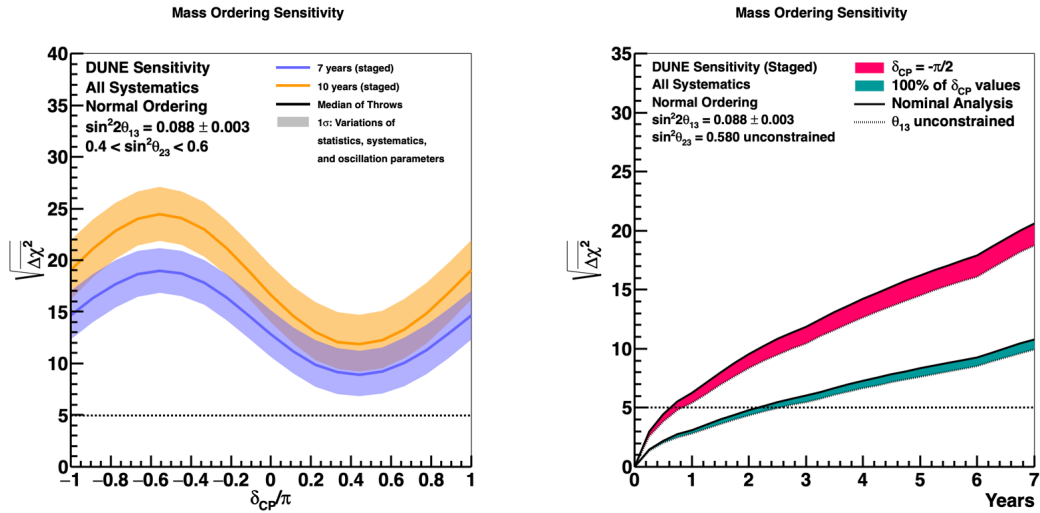 Mass Ordering Sensitivity
40
35
30
25
20
15
10
5
0
√Δχ²
DUNE Sensitivity
All Systematics
Normal Ordering
sin²2θ₁₃ = 0.088 ± 0.003
0.4 < sin²θ₂₃ < 0.6
7 years (staged)
10 years (staged)
Median of Throws
1σ: Variations of
statistics, systematics,
and oscillation parameters
−1 −0.8 −0.6 −0.4 −0.2 0 0.2 0.4 0.6 0.8 1
δ_CP/π
Mass Ordering Sensitivity
35
30
25
20
15
10
5
0
√Δχ²
DUNE Sensitivity (Staged)
All Systematics
Normal Ordering
sin²2θ₁₃ = 0.088 ± 0.003
sin²θ₂₃ = 0.580 unconstrained
δ_CP = -π/2
100% of δ_CP values
Nominal Analysis
θ₁₃ unconstrained
0 1 2 3 4 5 6 7
Years